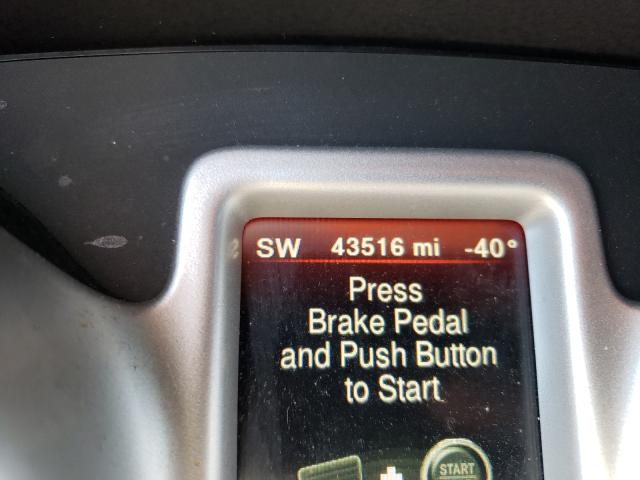 SW 43516 mi -40°
Press
Brake Pedal
and Push Button
to Start
START